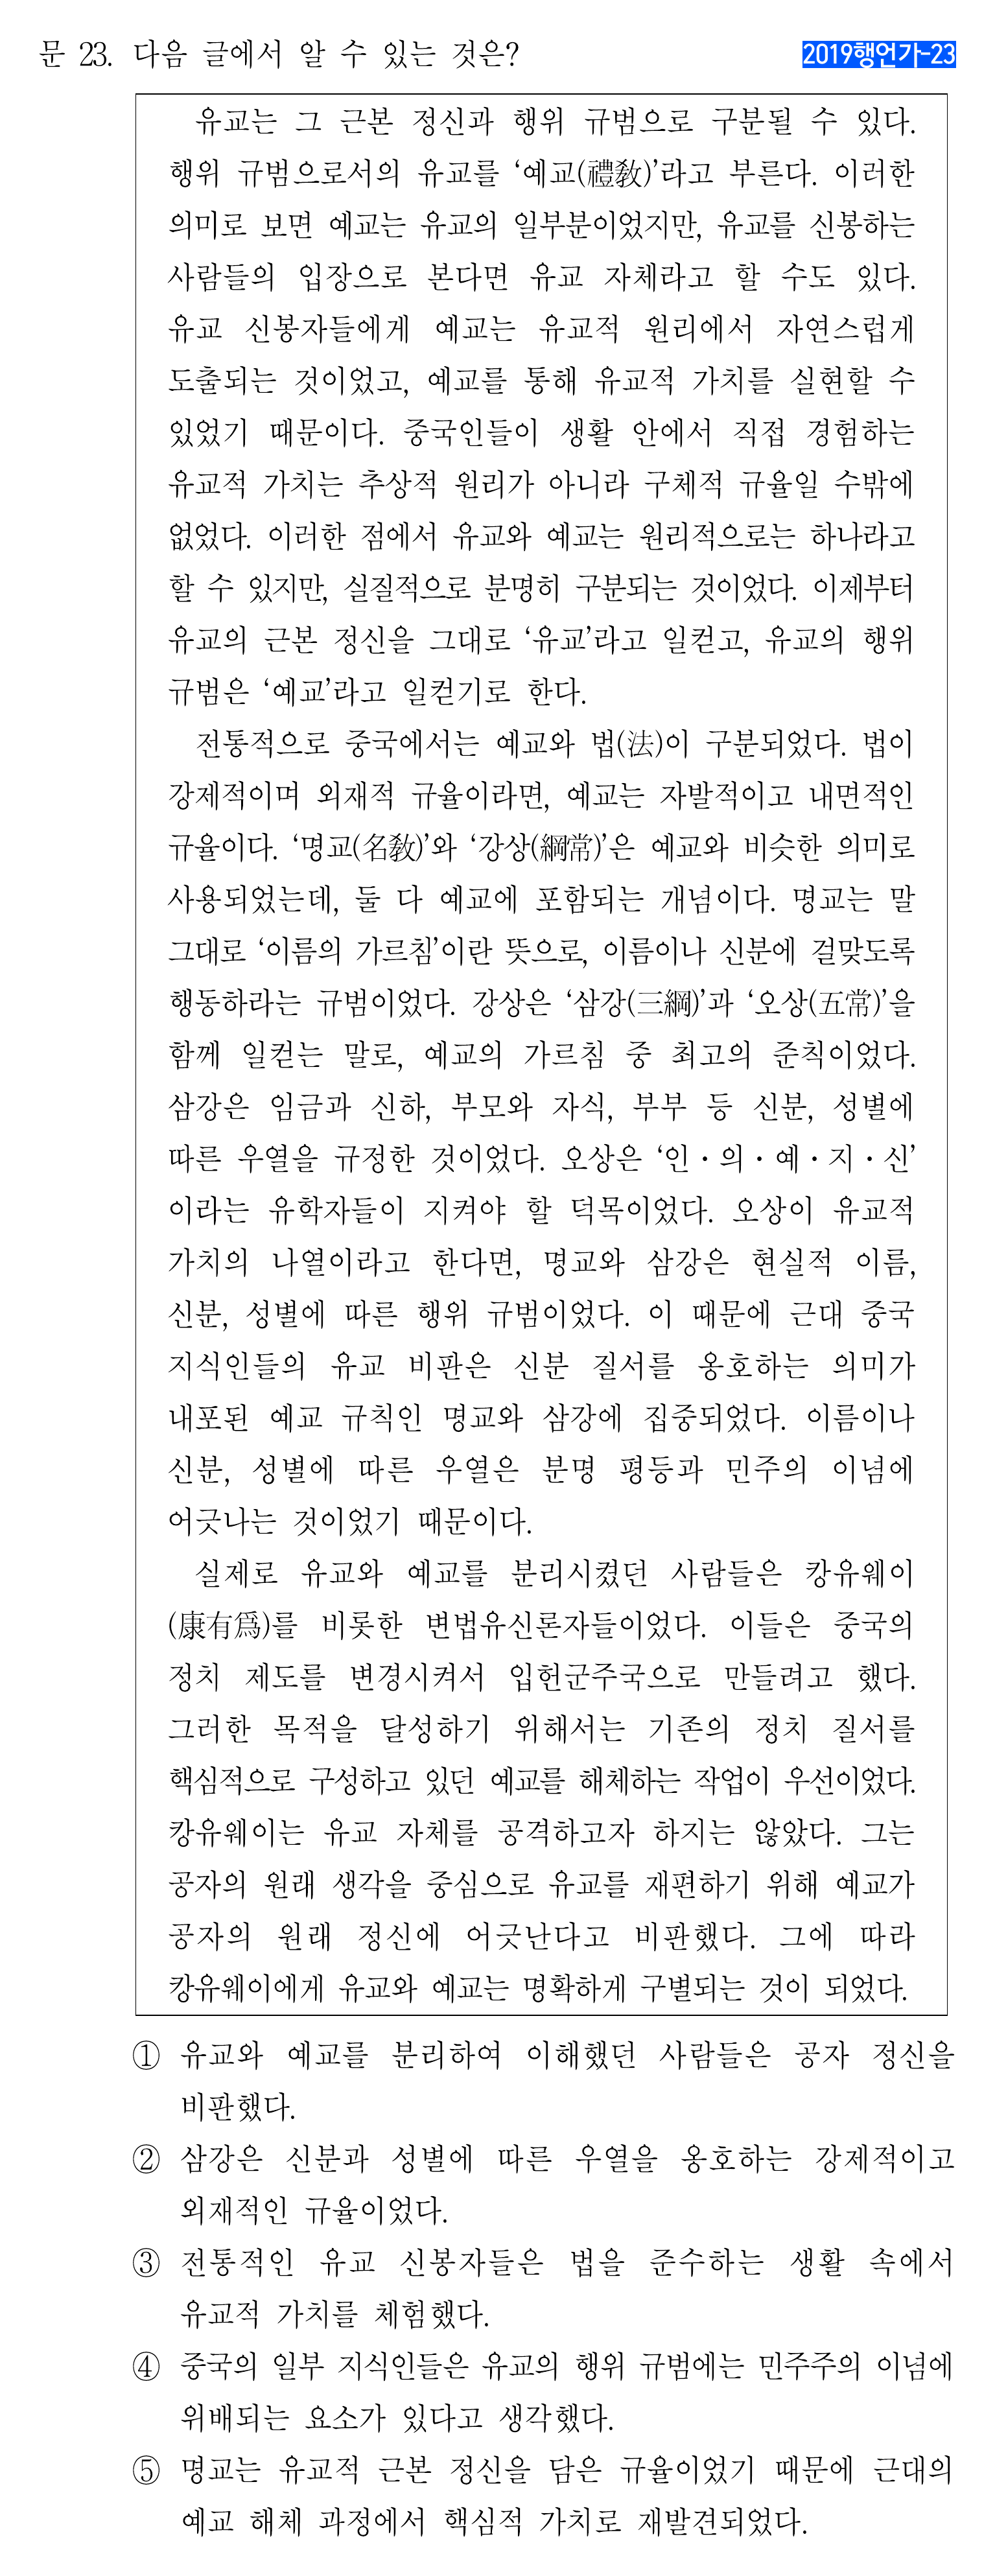 문 23. 다음 글에서 알 수 있는 것은?
2019행언가-23
유교는 그 근본 정신과 행위 규범으로 구분될 수 있다.
행위 규범으로서의 유교를 ‘예교(禮敎)’라고 부른다. 이러한
의미로 보면 예교는 유교의 일부분이었지만, 유교를 신봉하는
사람들의 입장으로 본다면 유교 자체라고 할 수도 있다.
유교 신봉자들에게 예교는 유교적 원리에서 자연스럽게
도출되는 것이었고, 예교를 통해 유교적 가치를 실현할 수
있었기 때문이다. 중국인들이 생활 안에서 직접 경험하는
유교적 가치는 추상적 원리가 아니라 구체적 규율일 수밖에
없었다. 이러한 점에서 유교와 예교는 원리적으로는 하나라고
할 수 있지만, 실질적으로 분명히 구분되는 것이었다. 이제부터
유교의 근본 정신을 그대로 ‘유교’라고 일컫고, 유교의 행위
규범은 ‘예교’라고 일컫기로 한다.
전통적으로 중국에서는 예교와 법(法)이 구분되었다. 법이
강제적이며 외재적 규율이라면, 예교는 자발적이고 내면적인
규율이다. ‘명교(名敎)’와 ‘강상(綱常)’은 예교와 비슷한 의미로
사용되었는데, 둘 다 예교에 포함되는 개념이다. 명교는 말
그대로 ‘이름의 가르침’이란 뜻으로, 이름이나 신분에 걸맞도록
행동하라는 규범이었다. 강상은 ‘삼강(三綱)’과 ‘오상(五常)’을
함께 일컫는 말로, 예교의 가르침 중 최고의 준칙이었다.
삼강은 임금과 신하, 부모와 자식, 부부 등 신분, 성별에
따른 우열을 규정한 것이었다. 오상은 ‘인·의·예·지·신’
이라는 유학자들이 지켜야 할 덕목이었다. 오상이 유교적
가치의 나열이라고 한다면, 명교와 삼강은 현실적 이름,
신분, 성별에 따른 행위 규범이었다. 이 때문에 근대 중국
지식인들의 유교 비판은 신분 질서를 옹호하는 의미가
내포된 예교 규칙인 명교와 삼강에 집중되었다. 이름이나
신분, 성별에 따른 우열은 분명 평등과 민주의 이념에
어긋나는 것이었기 때문이다.
실제로 유교와 예교를 분리시켰던 사람들은 캉유웨이
(康有爲)를 비롯한 변법유신론자들이었다. 이들은 중국의
정치 제도를 변경시켜서 입헌군주국으로 만들려고 했다.
그러한 목적을 달성하기 위해서는 기존의 정치 질서를
핵심적으로 구성하고 있던 예교를 해체하는 작업이 우선이었다.
캉유웨이는 유교 자체를 공격하고자 하지는 않았다. 그는
공자의 원래 생각을 중심으로 유교를 재편하기 위해 예교가
공자의 원래 정신에 어긋난다고 비판했다. 그에 따라
캉유웨이에게 유교와 예교는 명확하게 구별되는 것이 되었다.
① 유교와 예교를 분리하여 이해했던 사람들은 공자 정신을
비판했다.
② 삼강은 신분과 성별에 따른 우열을 옹호하는 강제적이고
외재적인 규율이었다.
③ 전통적인 유교 신봉자들은 법을 준수하는 생활 속에서
유교적 가치를 체험했다.
④ 중국의 일부 지식인들은 유교의 행위 규범에는 민주주의 이념에
위배되는 요소가 있다고 생각했다.
⑤ 명교는 유교적 근본 정신을 담은 규율이었기 때문에 근대의
예교 해체 과정에서 핵심적 가치로 재발견되었다.